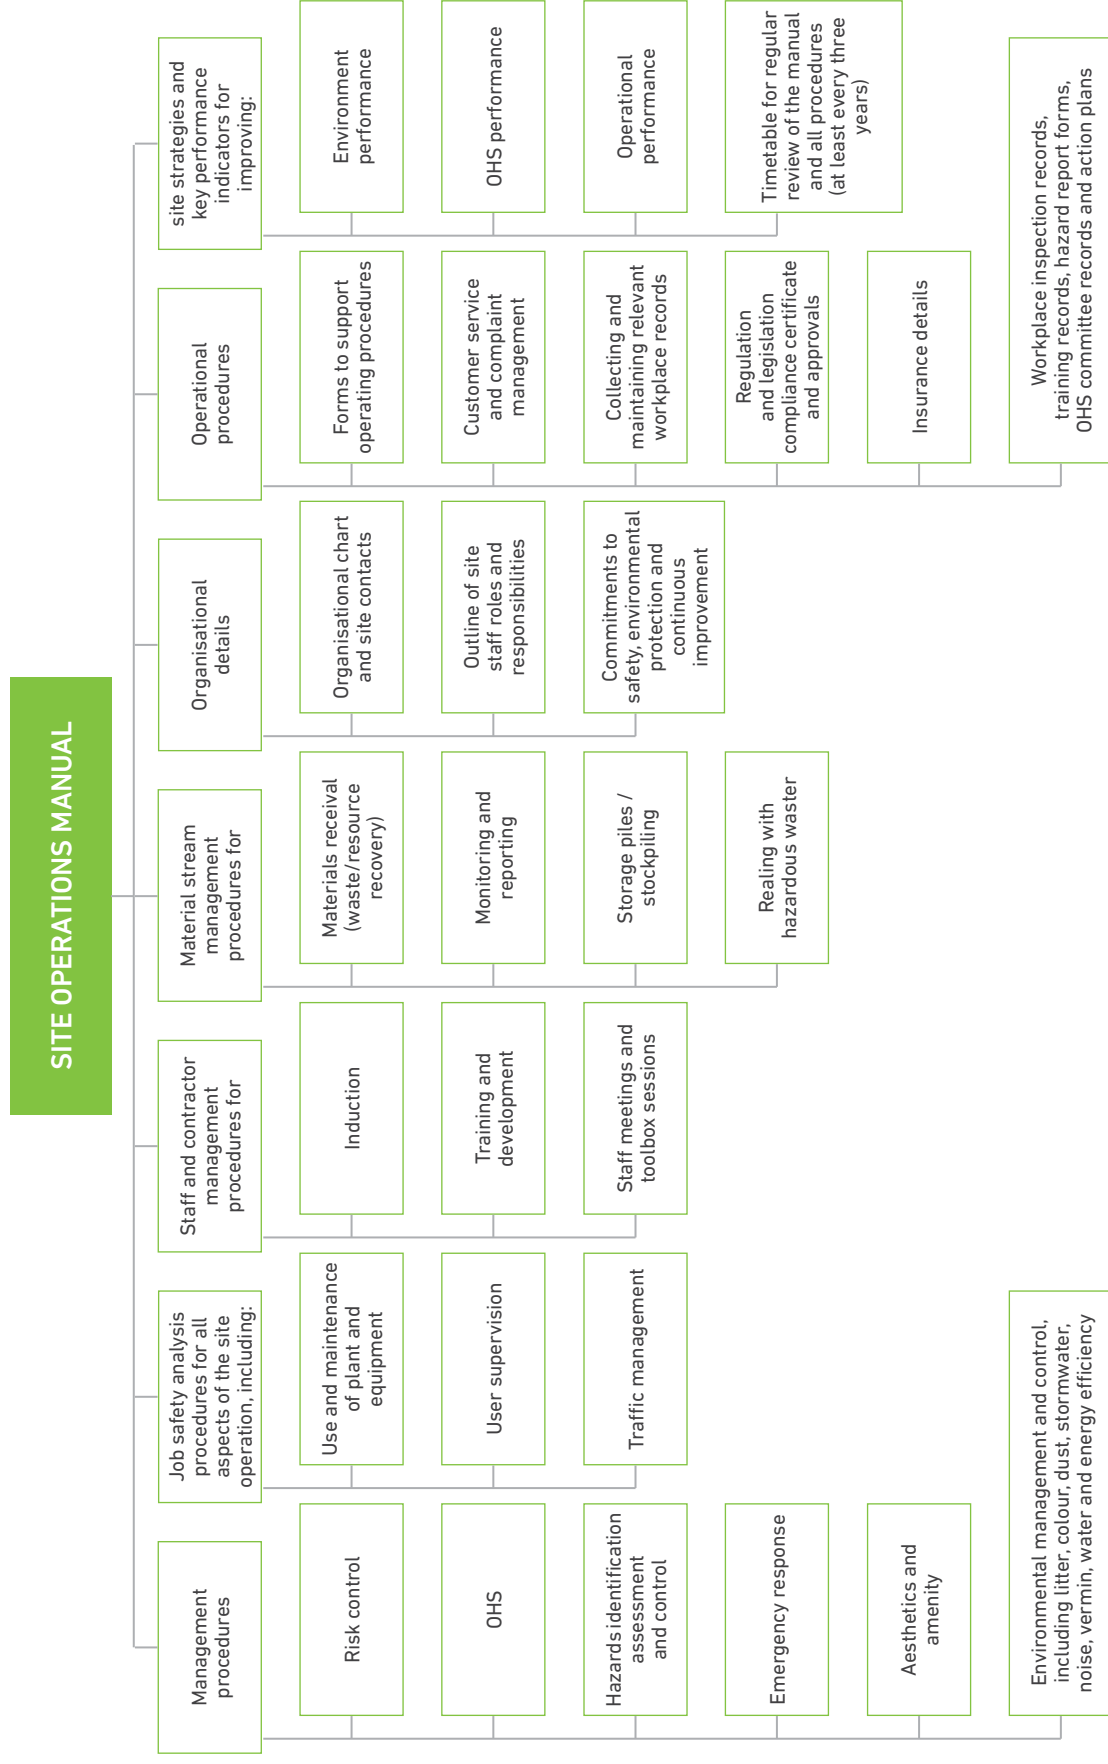 SITE OPERATIONS MANUAL
Management
procedures
Risk control
OHS
Hazards identification
assessment
and control
Emergency response
Aesthetics and
amenity
Environmental management and control,
including litter, colour, dust, stormwater,
noise, vermin, water and energy efficiency
Job safety analysis
procedures for all
aspects of the site
operation, including:
Use and maintenance
of plant and
equipment
User supervision
Traffic management
Staff and contractor
management
procedures for
Induction
Training and
development
Staff meetings and
toolbox sessions
Material stream
management
procedures for
Materials receival
(waste/resource
recovery)
Monitoring and
reporting
Storage piles /
stockpiling
Realing with
hazardous waster
Organisational
details
Organisational chart
and site contacts
Outline of site
staff roles and
responsibilities
Commitments to
safety, environmental
protection and
continuous
improvement
Operational
procedures
Forms to support
operating procedures
Customer service
and complaint
management
Collecting and
maintaining relevant
workplace records
Regulation
and legislation
compliance certificate
and approvals
Insurance details
Workplace inspection records,
training records, hazard report forms,
OHS committee records and action plans
site strategies and
key performance
indicators for
improving:
Environment
performance
OHS performance
Operational
performance
Timetable for regular
review of the manual
and all procedures
(at least every three
years)